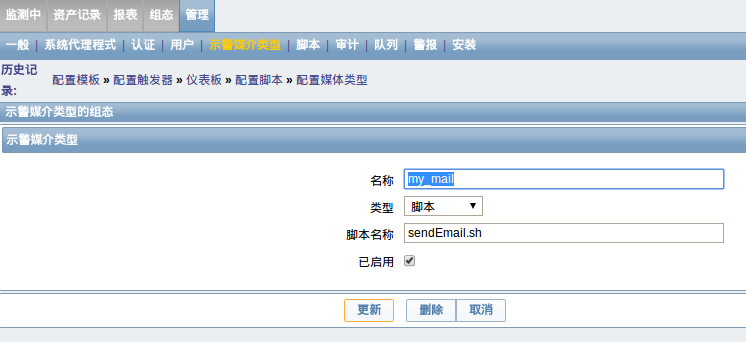 监测中 资产记录 报表 组态 管理
一般 | 系统代理程式 | 认证 | 用户 | 示警媒介类型 | 脚本 | 审计 | 队列 | 警报 | 安装
历史记录: 配置模板 » 配置触发器 » 仪表板 » 配置脚本 » 配置媒体类型
示警媒介类型的组态
示警媒介类型
名称 my_mail
类型 脚本
脚本名称 sendEmail.sh
已启用
更新 删除 取消